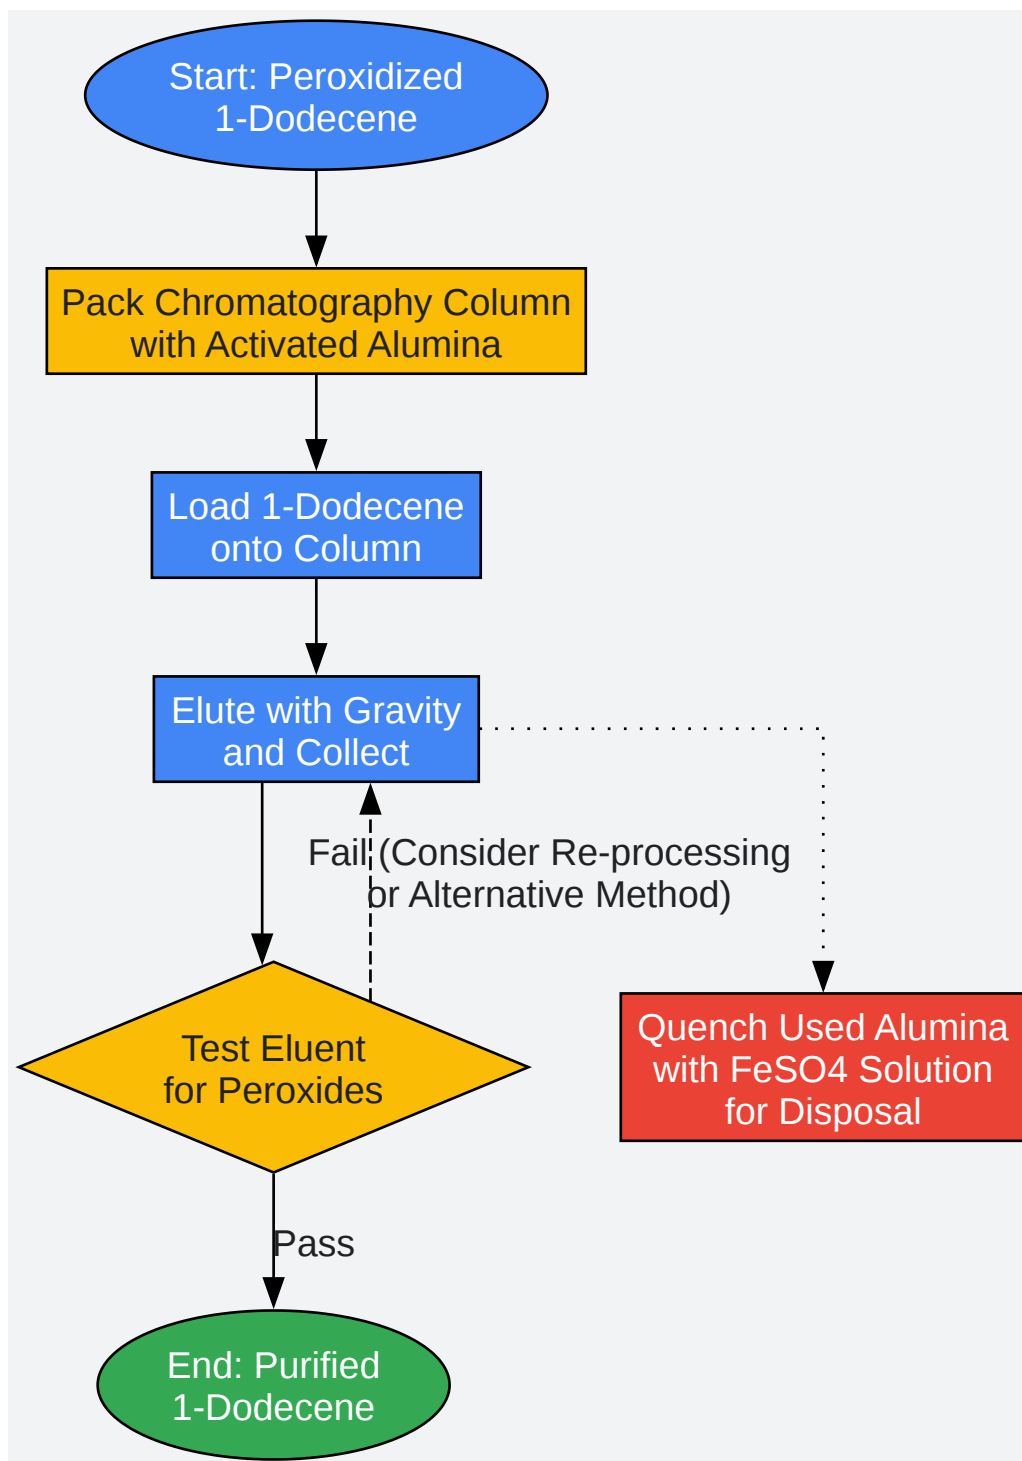 Start: Peroxidized
1-Dodecene
Pack Chromatography Column
with Activated Alumina
Load 1-Dodecene
onto Column
Elute with Gravity
and Collect
Fail (Consider Re-processing
or Alternative Method)
Test Eluent
for Peroxides
Quench Used Alumina
with FeSO4 Solution
for Disposal
Pass
End: Purified
1-Dodecene